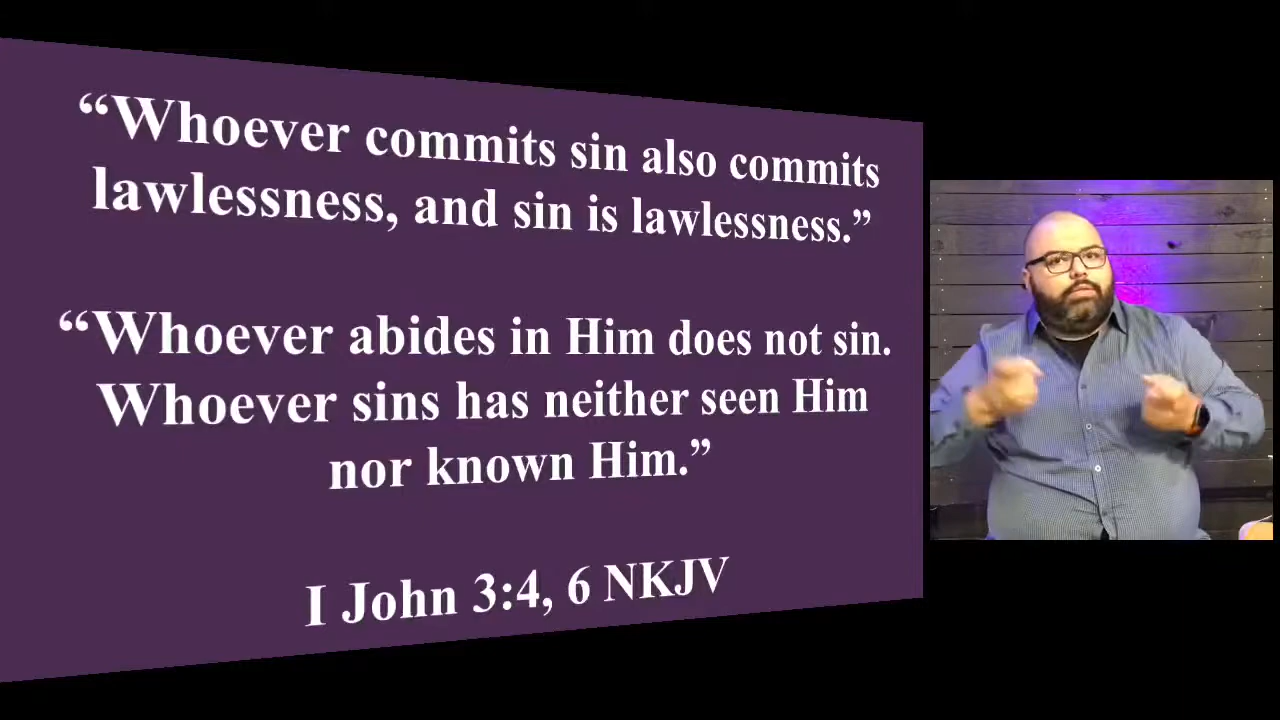 “Whoever commits sin also commits
lawlessness, and sin is lawlessness.”
“Whoever abides in Him does not sin.
Whoever sins has neither seen Him
nor known Him.”
I John 3:4, 6 NKJV